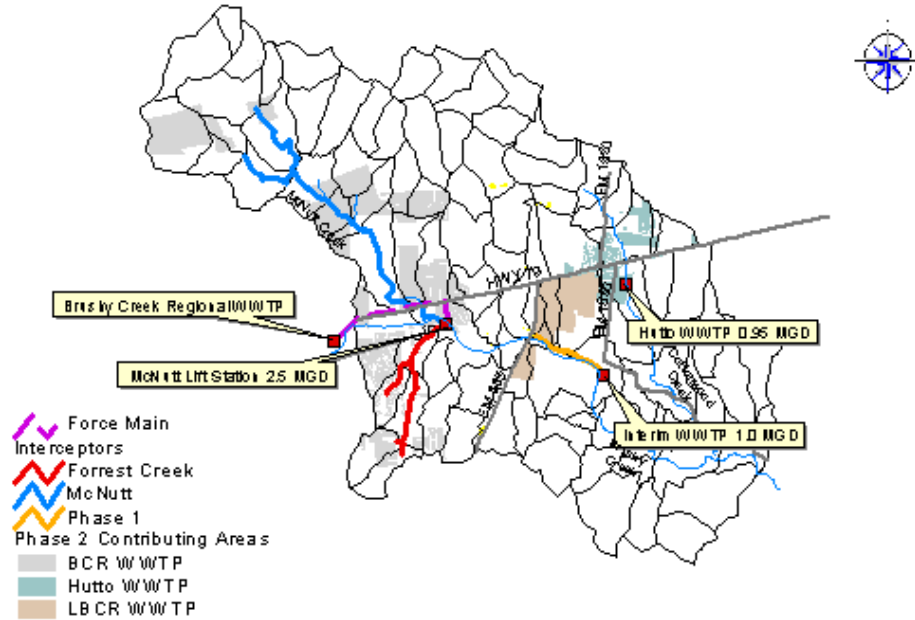 FM 1660
McNutt Creek
HWY 79
Brushy Creek Regional WWTP
Hutto WWTP 0.95 MGD
McNutt Lift Station 2.5 MGD
Interim WWTP 1.0 MGD
Creek
Force Main
Interceptors
Forrest Creek
McNutt
Phase 1
Phase 2 Contributing Areas
BCR WWTP
Hutto WWTP
LBCR WWTP